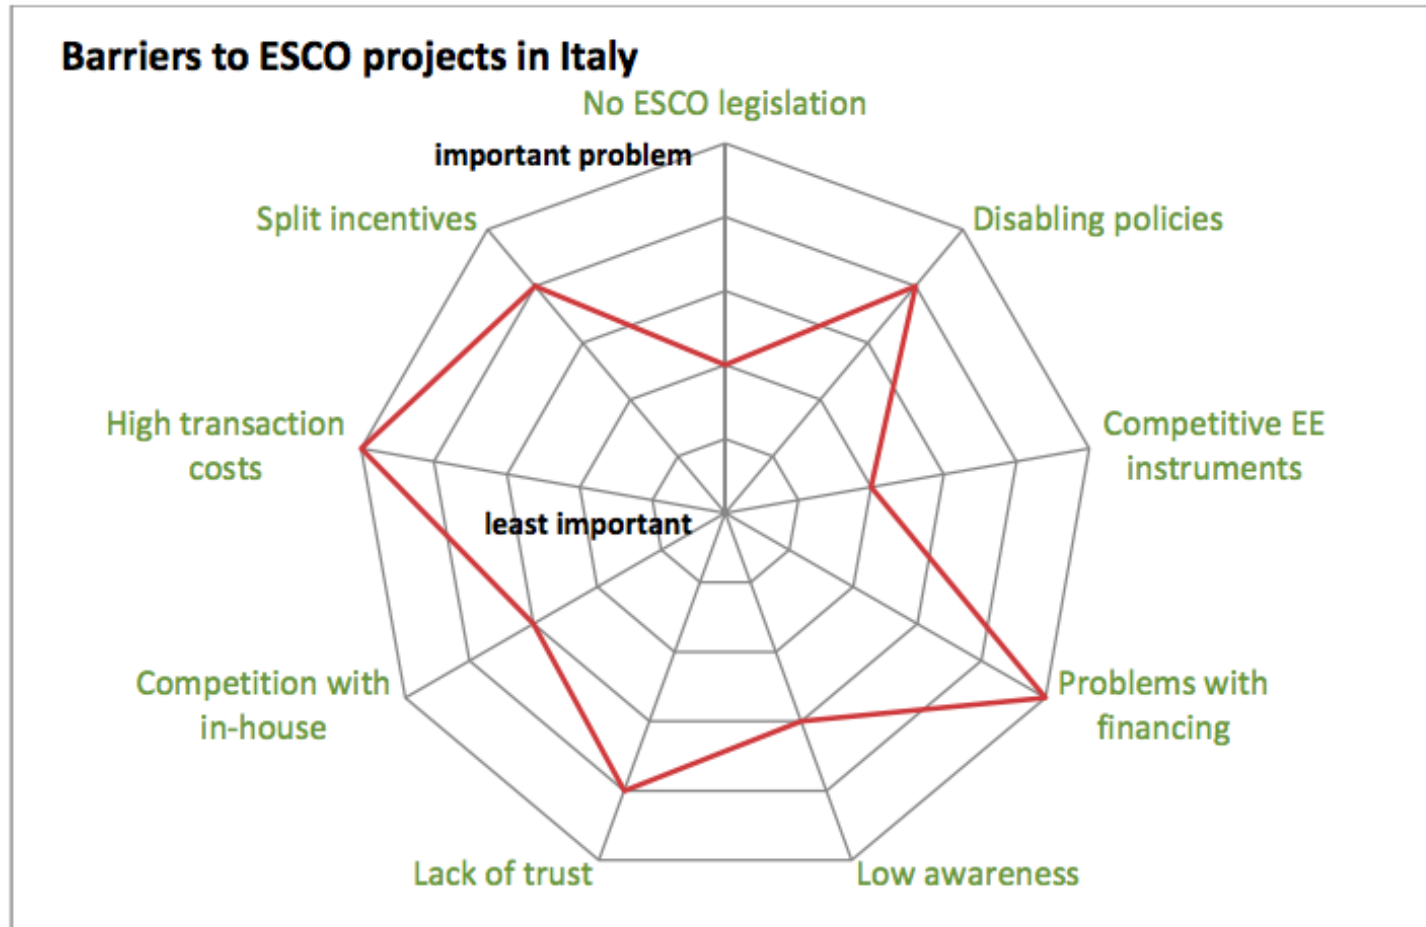 Barriers to ESCO projects in Italy
No ESCO legislation
important problem
Split incentives
Disabling policies
High transaction
costs
Competitive EE
instruments
least important
Competition with
in-house
Problems with
financing
Lack of trust
Low awareness